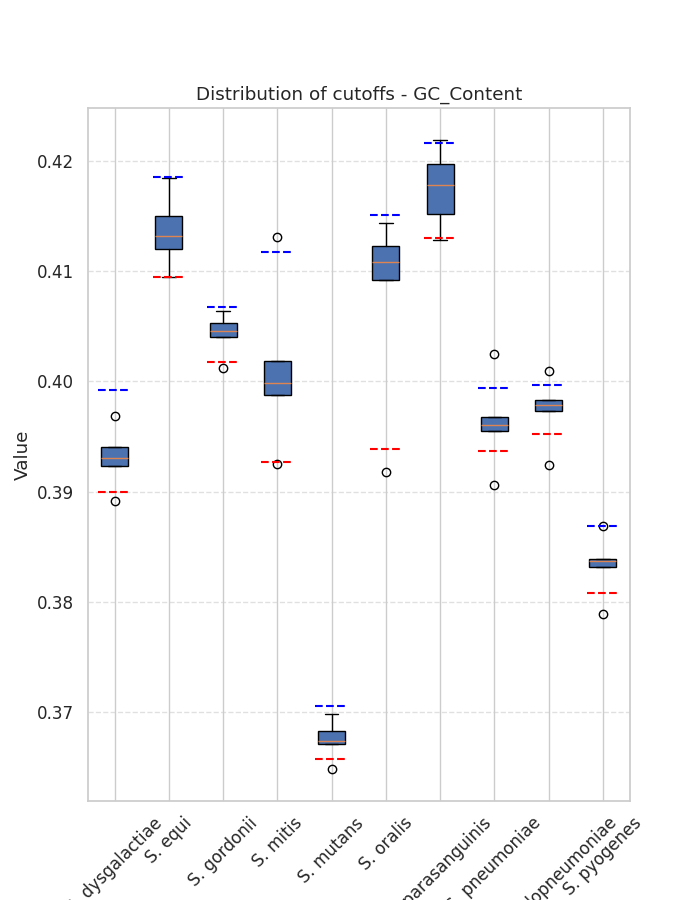 Distribution of cutoffs - GC_Content
0.42
0.41
0.40
0.39
0.38
0.37
Value
dysgalactiae
S. equi
S. gordonii
S. mitis
S. mutans
S. oralis
parasanguinis
pneumoniae
S. pyogenes